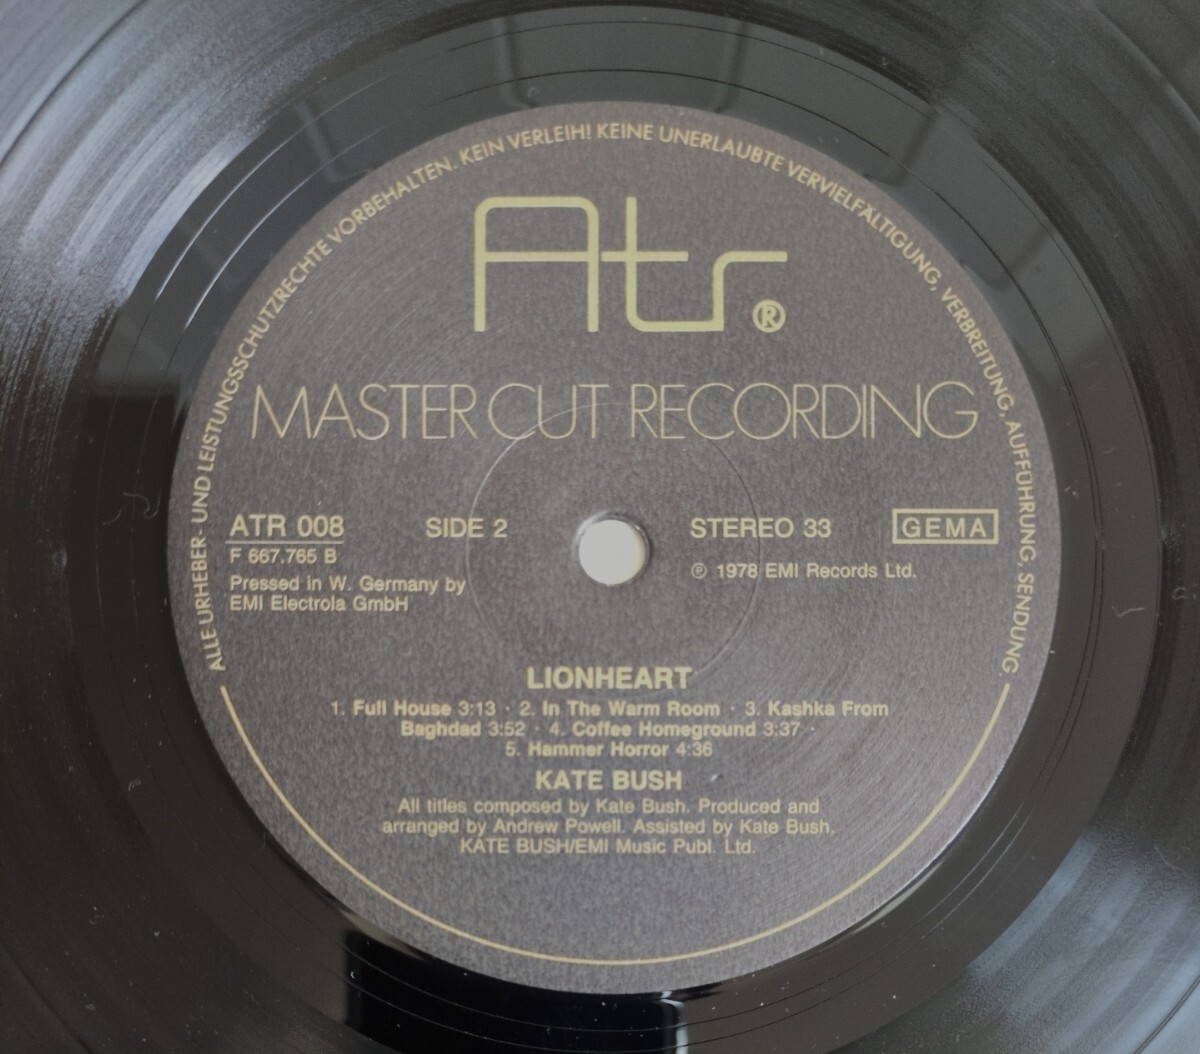 ALLE URHEBER- UND LEISTUNGSSCHUTZRECHTE VORBEHALTEN. KEIN VERLEIH! KEINE UNERLAUBTE VERVIELFÄLTIGUNG, VERBREITUNG, AUFFÜHRUNG, SENDUNG.
Atr®
MASTER CUT RECORDING
ATR 008
F 667.765 B
Pressed in W. Germany by
EMI Electrola GmbH
SIDE 2
STEREO 33
GEMA
℗ 1978 EMI Records Ltd.
LIONHEART
1. Full House 3:13 · 2. In The Warm Room · 3. Kashka From
Baghdad 3:52 · 4. Coffee Homeground 3:37 ·
5. Hammer Horror 4:36
KATE BUSH
All titles composed by Kate Bush. Produced and
arranged by Andrew Powell. Assisted by Kate Bush.
KATE BUSH/EMI Music Publ. Ltd.